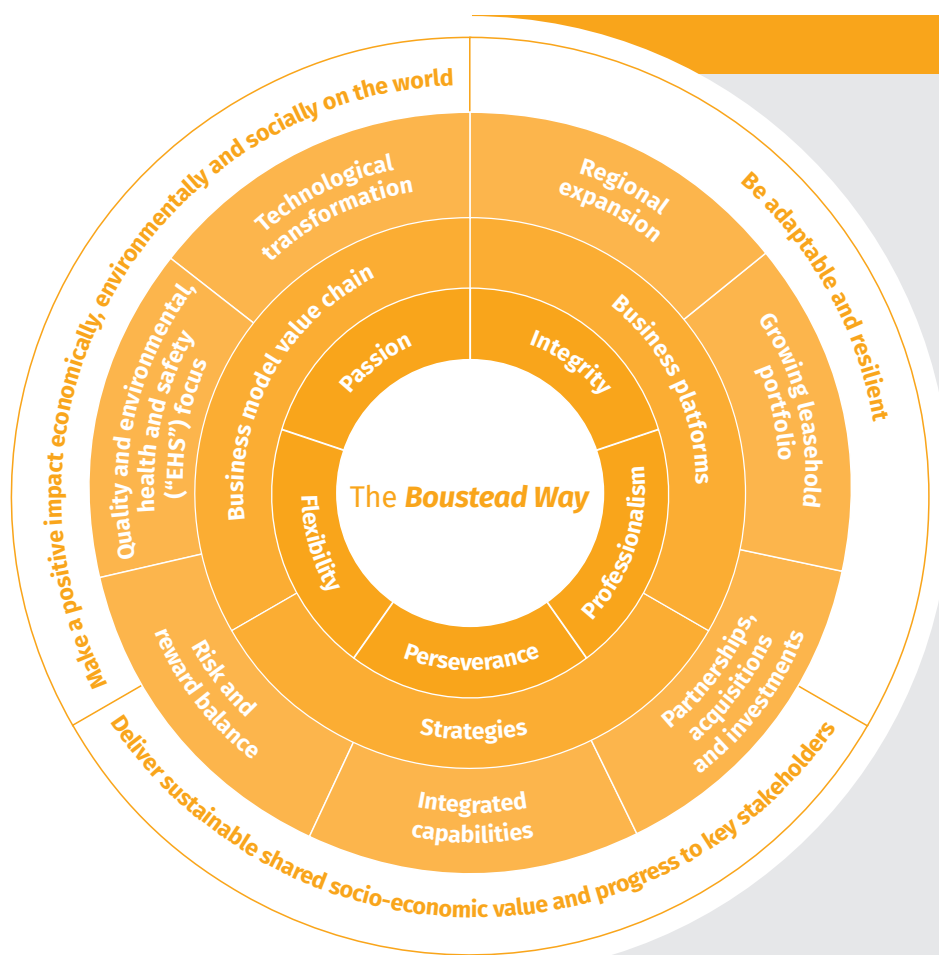 The Boustead Way
Passion
Integrity
Professionalism
Perseverance
Flexibility
Business model value chain
Business platforms
Strategies
Technological
transformation
Regional
expansion
Growing leasehold
portfolio
Partnerships,
acquisitions
and investments
Integrated
capabilities
Risk and
reward balance
Quality and environmental,
health and safety
(“EHS”) focus
Make a positive impact economically, environmentally and socially on the world
Be adaptable and resilient
Deliver sustainable shared socio-economic value and progress to key stakeholders